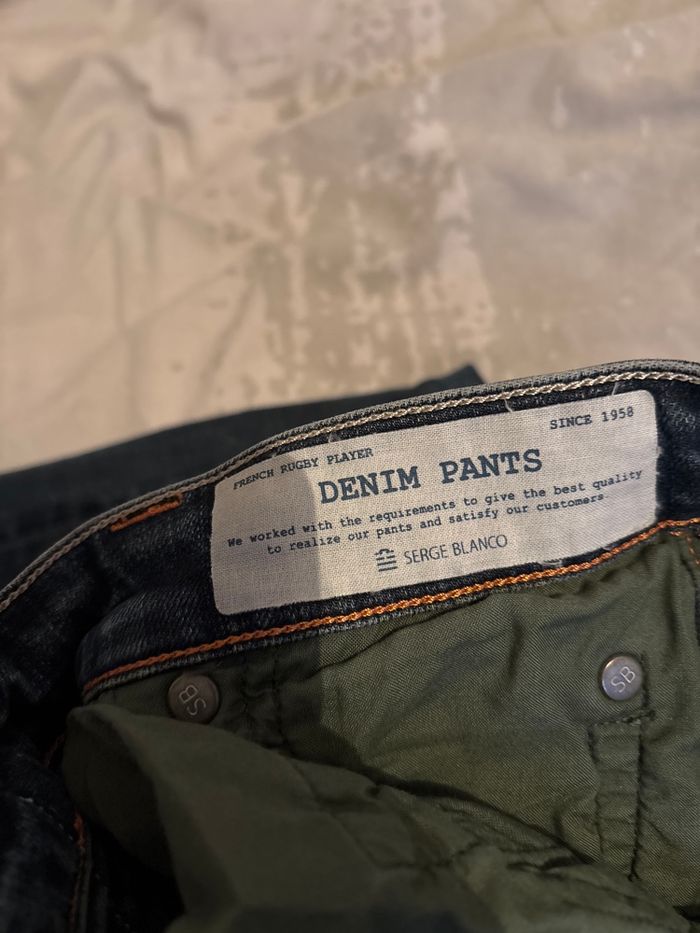 FRENCH RUGBY PLAYER
SINCE 1958
DENIM PANTS
We worked with the requirements to give the best quality
to realize our pants and satisfy our customers
SERGE BLANCO
SB
SB